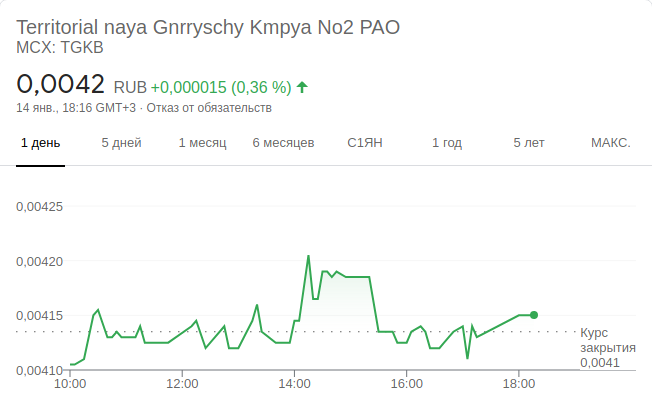 Territorial naya Gnrryschy Kmpya No2 PAO
MCX: TGKB
0,0042 RUB +0,000015 (0,36 %)
14 янв., 18:16 GMT+3 · Отказ от обязательств
1 день 5 дней 1 месяц 6 месяцев С1ЯН 1 год 5 лет МАКС.
0,00425
0,00420
0,00415
Курс
закрытия
0,0041
0,00410
10:00 12:00 14:00 16:00 18:00